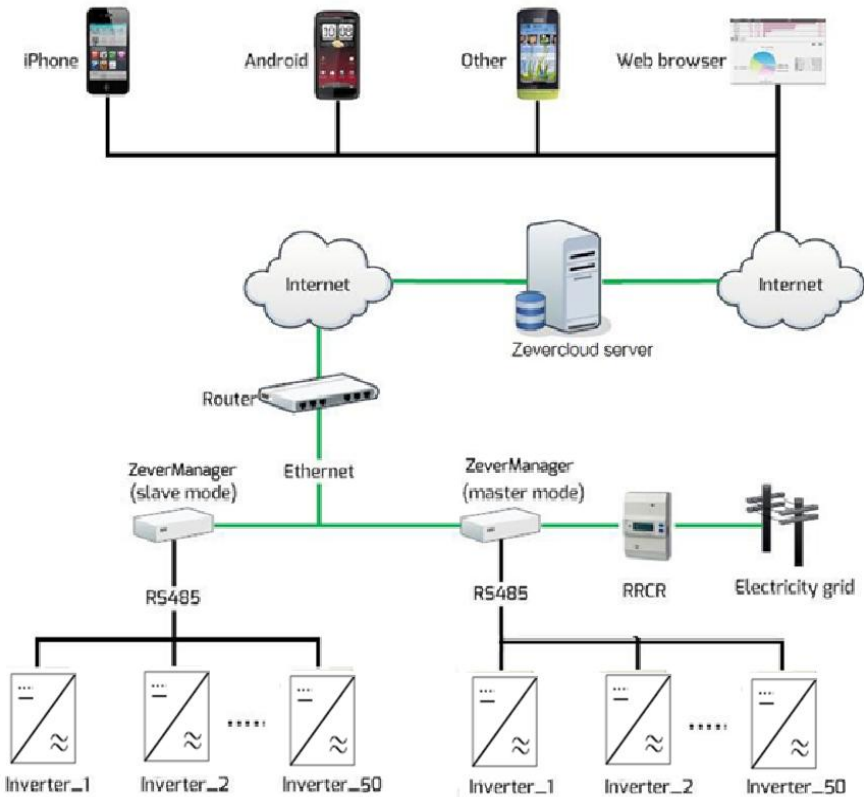 iPhone
Android
Other
Web browser
Internet
Internet
Zevercloud server
Router
Ethernet
ZeverManager
(slave mode)
ZeverManager
(master mode)
RS485
RS485
RRCR
Electricity grid
Inverter_1
Inverter_2
Inverter_50
Inverter_1
Inverter_2
Inverter_50